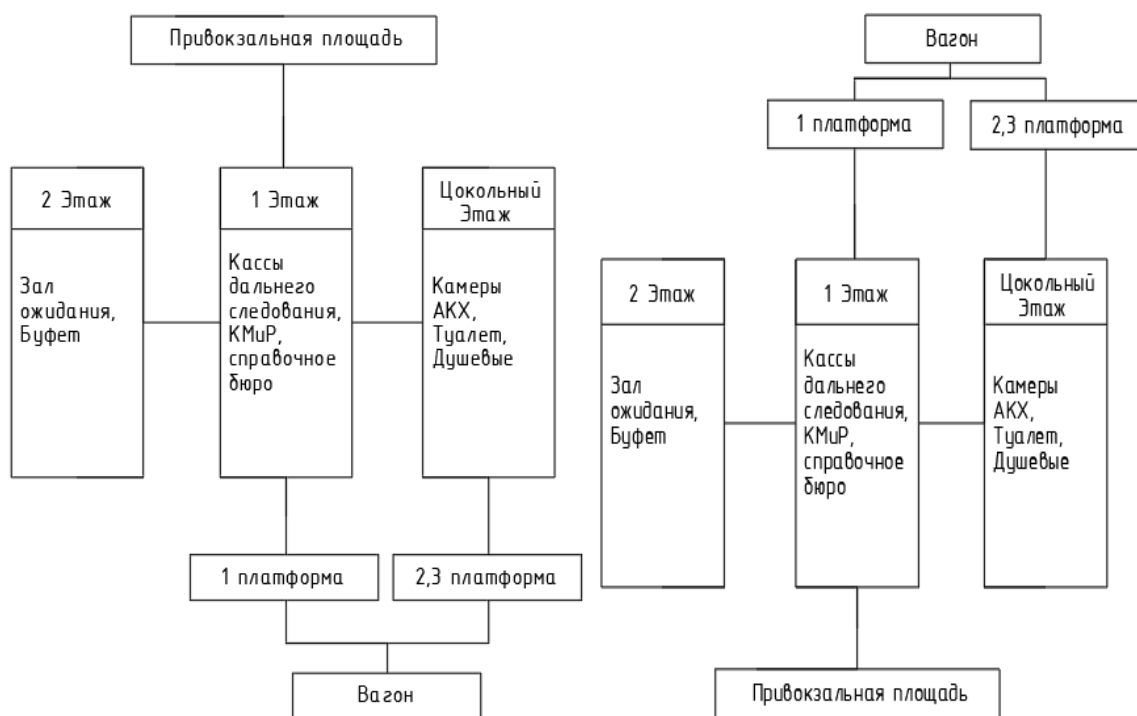 Привокзальная площадь
2 Этаж
1 Этаж
Цокольный
Этаж
Зал
ожидания,
Буфет
Кассы
дальнего
следования,
КМиР,
справочное
бюро
Камеры
АКХ,
Туалет,
Душевые
1 платформа
2,3 платформа
Вагон
Вагон
1 платформа
2,3 платформа
2 Этаж
1 Этаж
Цокольный
Этаж
Зал
ожидания,
Буфет
Кассы
дальнего
следования,
КМиР,
справочное
бюро
Камеры
АКХ,
Туалет,
Душевые
Привокзальная площадь